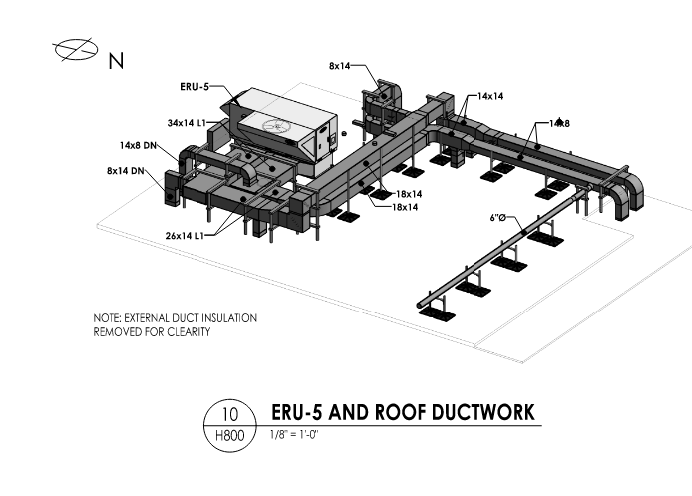 N
8x14
ERU-5
14x14
34x14 L1
14x8
14x8 DN
8x14 DN
18x14
18x14
26x14 L1
6"Ø
NOTE: EXTERNAL DUCT INSULATION
REMOVED FOR CLEARITY
10
ERU-5 AND ROOF DUCTWORK
H800
1/8" = 1'-0"